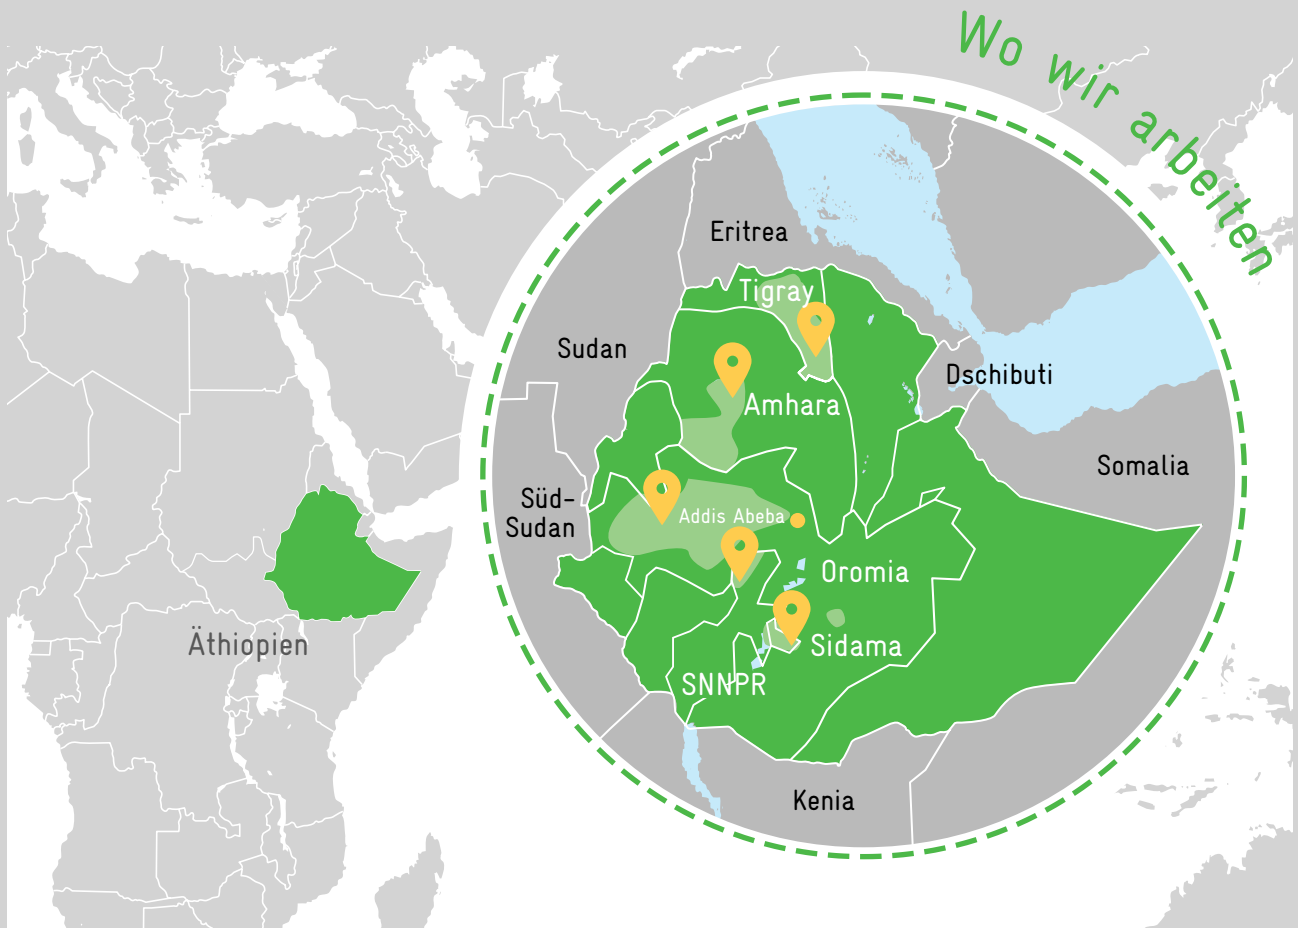 Wo wir arbeiten
Eritrea
Tigray
Sudan
Dschibuti
Amhara
Somalia
Süd-
Sudan
Addis Abeba
Oromia
Äthiopien
Sidama
SNNPR
Kenia